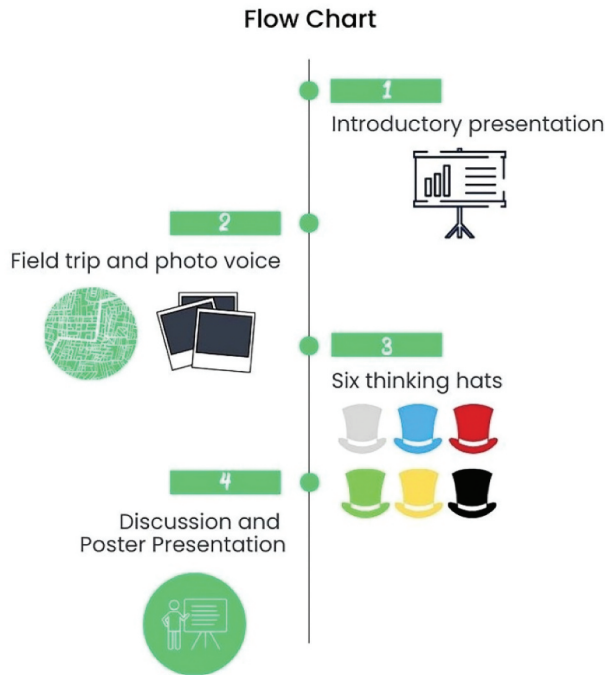 Flow Chart
1
Introductory presentation
2
Field trip and photo voice
3
Six thinking hats
4
Discussion and
Poster Presentation